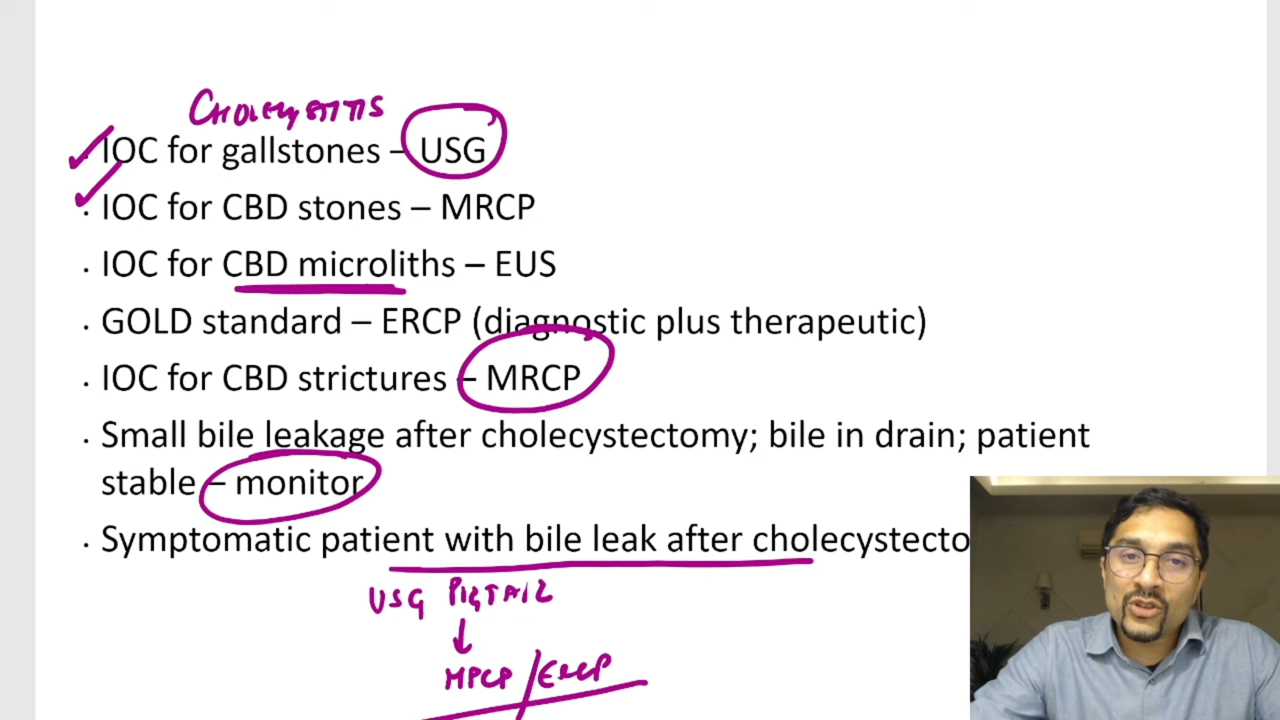 CHOLECYSTITIS
IOC for gallstones – USG
IOC for CBD stones – MRCP
IOC for CBD microliths – EUS
GOLD standard – ERCP (diagnostic plus therapeutic)
IOC for CBD strictures – MRCP
Small bile leakage after cholecystectomy; bile in drain; patient
stable – monitor
Symptomatic patient with bile leak after cholecysto
USG PIGTAIL
MRCP/ERCP